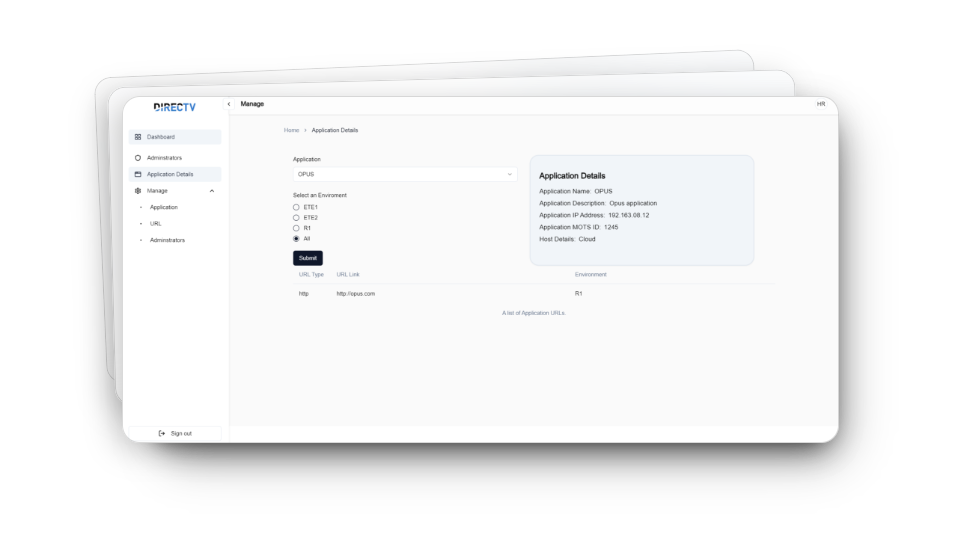 DIRECTV
Manage
HR
Dashboard
Adminstrators
Application Details
Manage
Application
URL
Adminstrators
Sign out
Home > Application Details
Application
OPUS
Select an Enviroment
ETE1
ETE2
R1
All
Submit
Application Details
Application Name: OPUS
Application Description: Opus application
Application IP Address: 192.163.08.12
Application MOTS ID: 1245
Host Details: Cloud
URL Type URL Link Environment
http http://opus.com R1
A list of Application URLs.